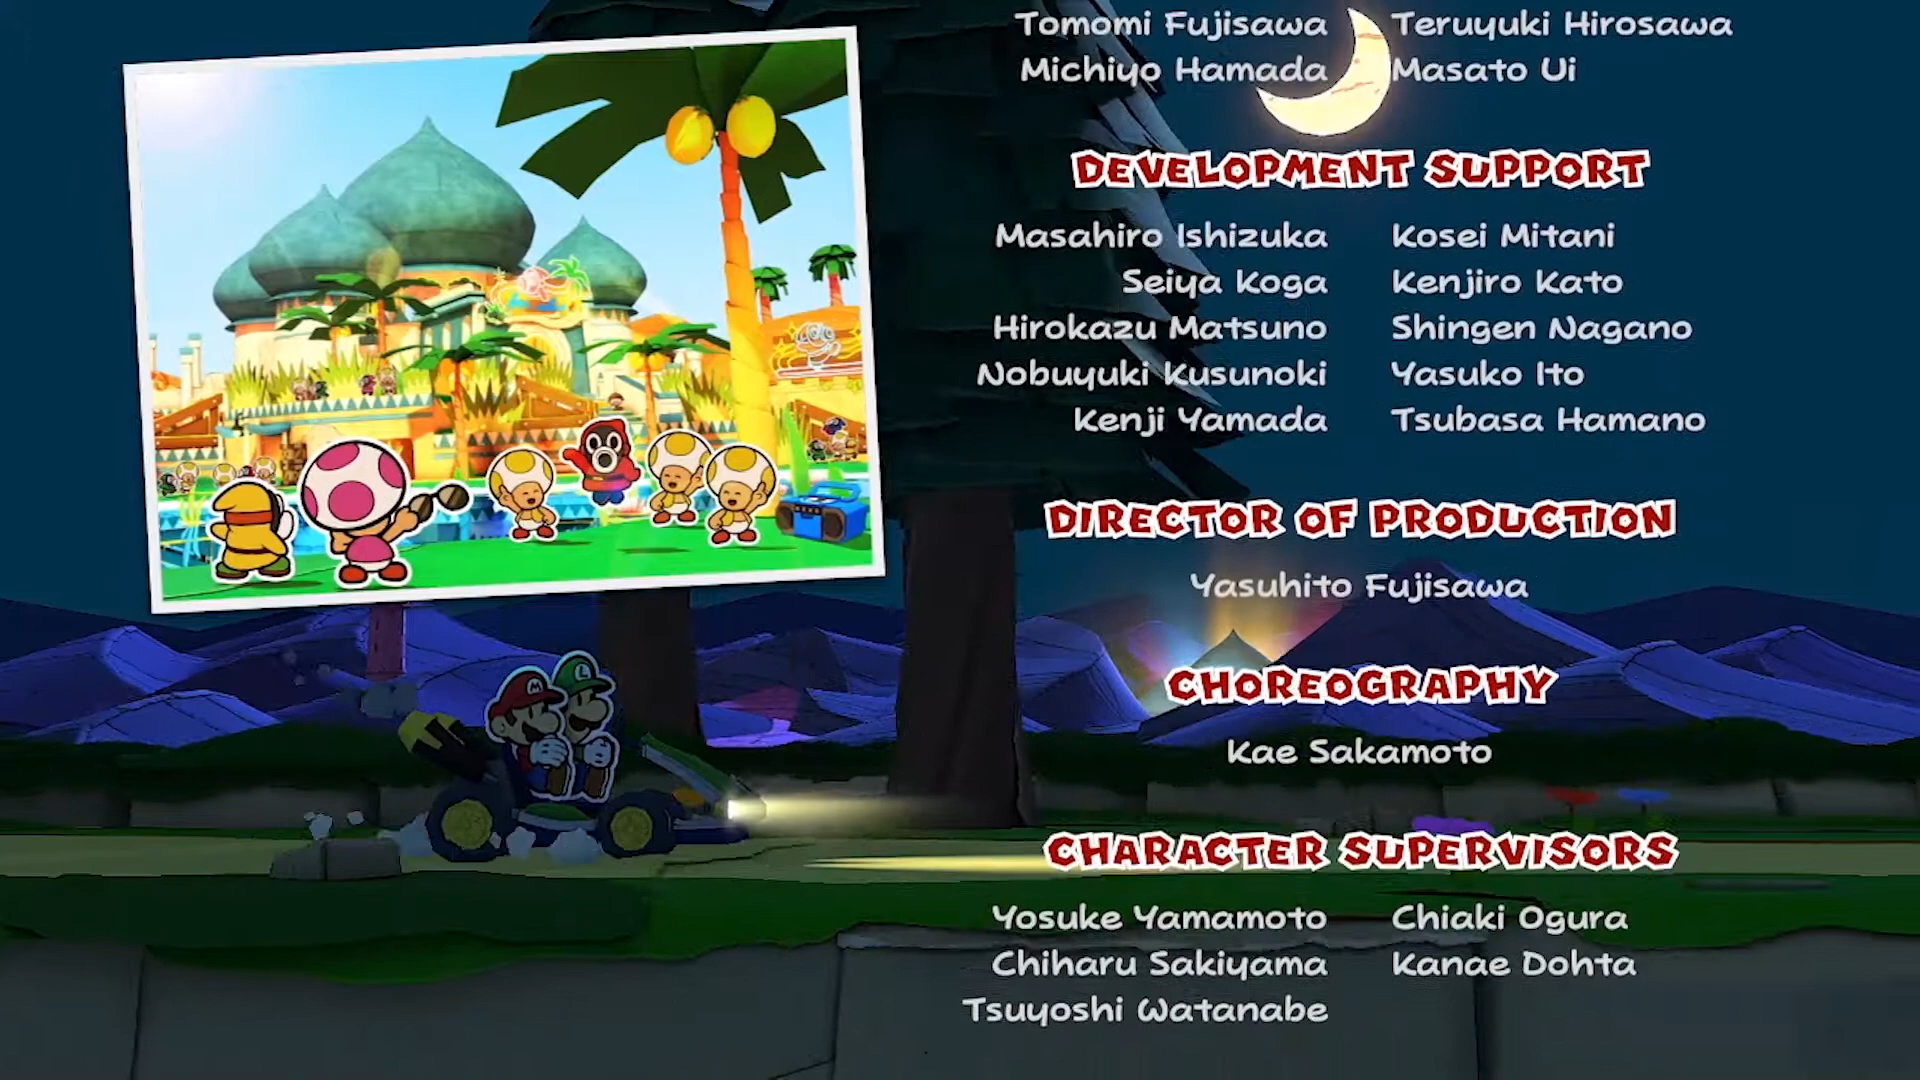 Tomomi Fujisawa Teruyuki Hirosawa
Michiyo Hamada Masato Ui
DEVELOPMENT SUPPORT
Masahiro Ishizuka Kosei Mitani
Seiya Koga Kenjiro Kato
Hirokazu Matsuno Shingen Nagano
Nobuyuki Kusunoki Yasuko Ito
Kenji Yamada Tsubasa Hamano
DIRECTOR OF PRODUCTION
Yasuhito Fujisawa
CHOREOGRAPHY
Kae Sakamoto
CHARACTER SUPERVISORS
Yosuke Yamamoto Chiaki Ogura
Chiharu Sakiyama Kanae Dohta
Tsuyoshi Watanabe
M
L